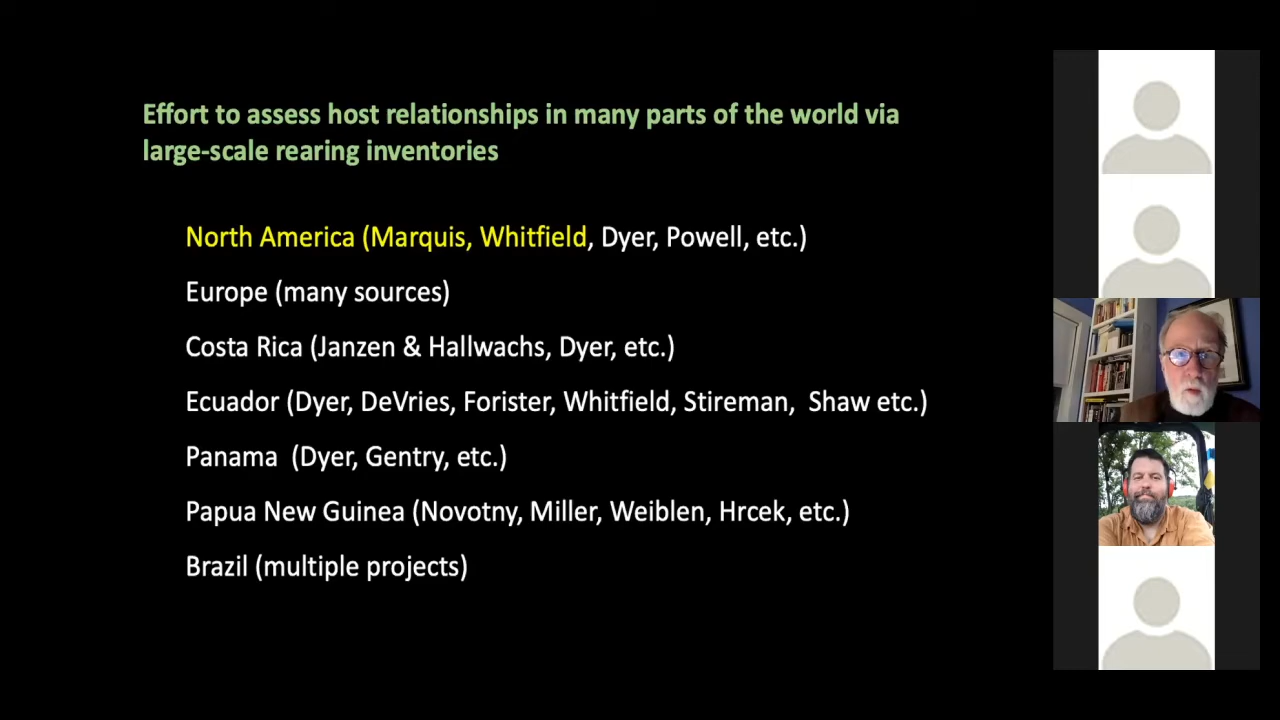 Effort to assess host relationships in many parts of the world via
large-scale rearing inventories
North America (Marquis, Whitfield, Dyer, Powell, etc.)
Europe (many sources)
Costa Rica (Janzen & Hallwachs, Dyer, etc.)
Ecuador (Dyer, DeVries, Forister, Whitfield, Stireman,  Shaw etc.)
Panama  (Dyer, Gentry, etc.)
Papua New Guinea (Novotny, Miller, Weiblen, Hrcek, etc.)
Brazil (multiple projects)